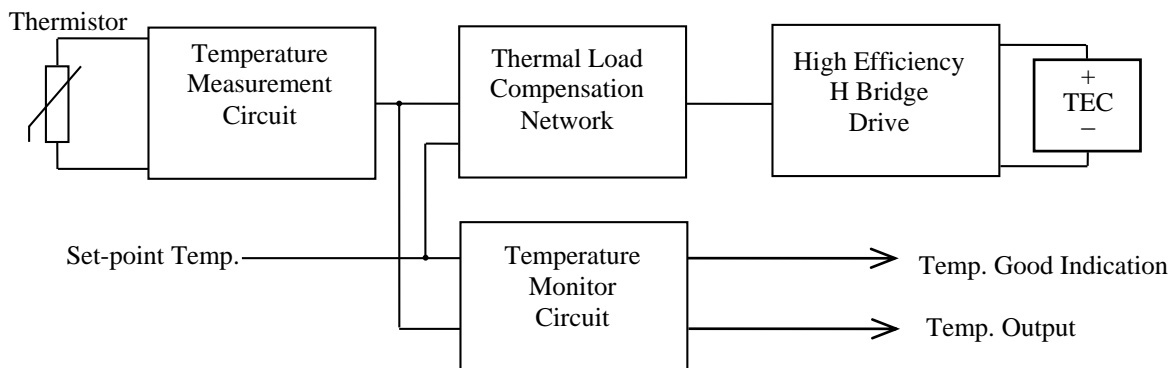 Thermistor
Temperature
Measurement
Circuit
Thermal Load
Compensation
Network
High Efficiency
H Bridge
Drive
+
TEC
–
Set-point Temp.
Temperature
Monitor
Circuit
Temp. Good Indication
Temp. Output